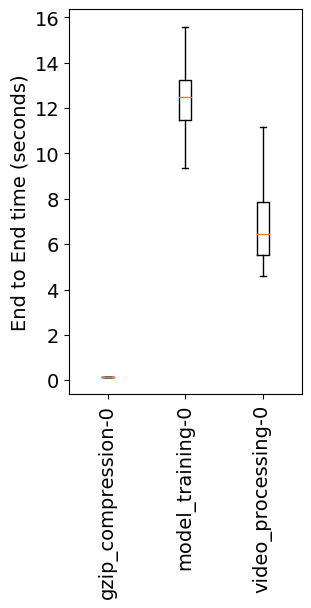 End to End time (seconds)
16
14
12
10
8
6
4
2
0
gzip_compression-0
model_training-0
video_processing-0